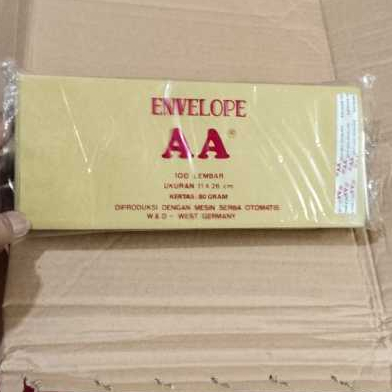 ENVELOPE
AA®
100 LEMBAR
UKURAN 11 x 26 cm
KERTAS: 80 GRAM
DIPRODUKSI DENGAN MESIN SERBA OTOMATIS
W & D - WEST GERMANY